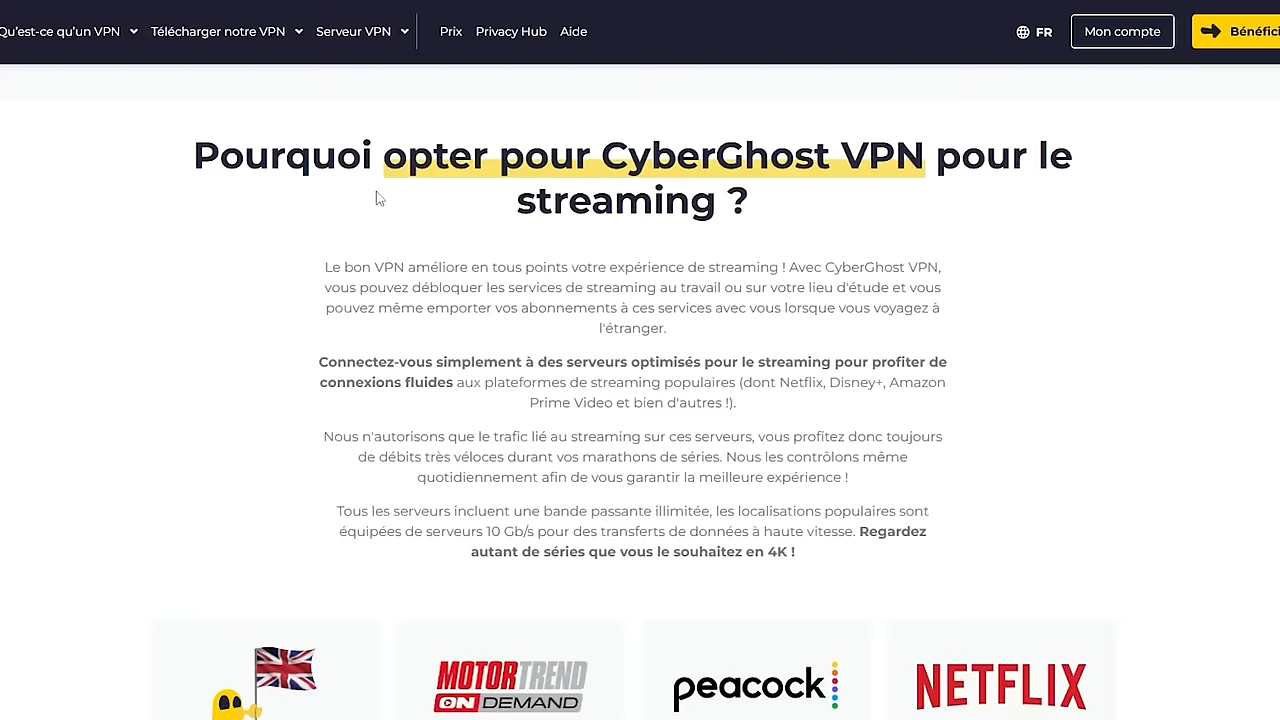 Qu'est-ce qu'un VPN Télécharger notre VPN Serveur VPN Prix Privacy Hub Aide FR Mon compte Bénéfici
Pourquoi opter pour CyberGhost VPN pour le
streaming ?
Le bon VPN améliore en tous points votre expérience de streaming ! Avec CyberGhost VPN,
vous pouvez débloquer les services de streaming au travail ou sur votre lieu d'étude et vous
pouvez même emporter vos abonnements à ces services avec vous lorsque vous voyagez à
l'étranger.
Connectez-vous simplement à des serveurs optimisés pour le streaming pour profiter de
connexions fluides aux plateformes de streaming populaires (dont Netflix, Disney+, Amazon
Prime Video et bien d'autres !).
Nous n'autorisons que le trafic lié au streaming sur ces serveurs, vous profitez donc toujours
de débits très véloces durant vos marathons de séries. Nous les contrôlons même
quotidiennement afin de vous garantir la meilleure expérience !
Tous les serveurs incluent une bande passante illimitée, les localisations populaires sont
équipées de serveurs 10 Gb/s pour des transferts de données à haute vitesse. Regardez
autant de séries que vous le souhaitez en 4K !
MOTORTREND
ON DEMAND
peacock
NETFLIX